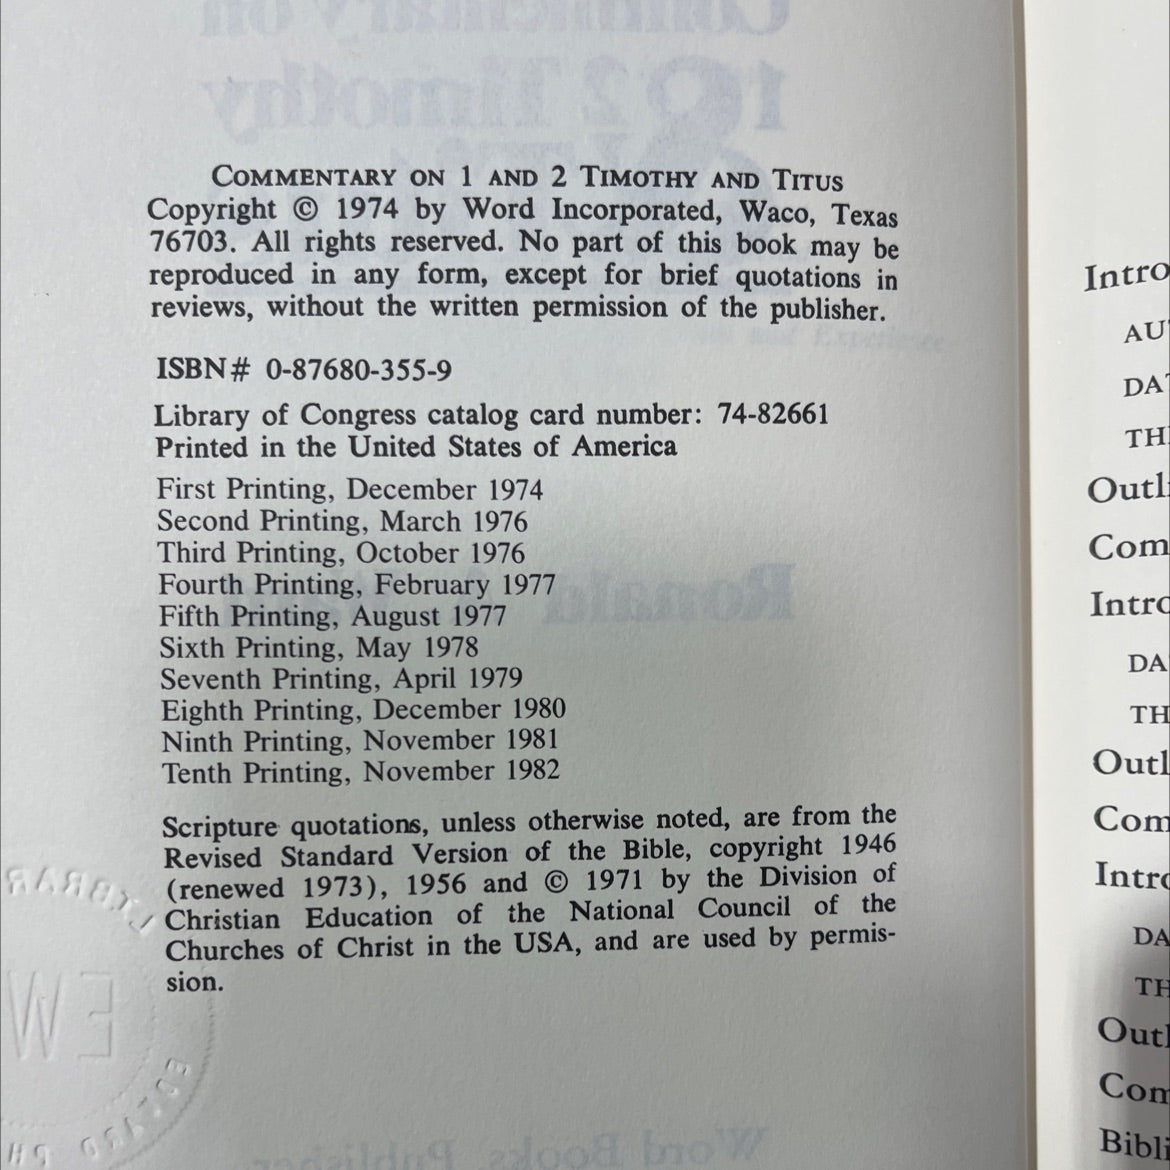 COMMENTARY ON 1 AND 2 TIMOTHY AND TITUS
Copyright © 1974 by Word Incorporated, Waco, Texas
76703. All rights reserved. No part of this book may be
reproduced in any form, except for brief quotations in
reviews, without the written permission of the publisher.
ISBN# 0-87680-355-9
Library of Congress catalog card number: 74-82661
Printed in the United States of America
First Printing, December 1974
Second Printing, March 1976
Third Printing, October 1976
Fourth Printing, February 1977
Fifth Printing, August 1977
Sixth Printing, May 1978
Seventh Printing, April 1979
Eighth Printing, December 1980
Ninth Printing, November 1981
Tenth Printing, November 1982
Scripture quotations, unless otherwise noted, are from the
Revised Standard Version of the Bible, copyright 1946
(renewed 1973), 1956 and © 1971 by the Division of
Christian Education of the National Council of the
Churches of Christ in the USA, and are used by permis-
sion.
Intro
AU
DA
TH
Outl
Com
Intro
DA
TH
Outl
Com
Intro
DA
TH
Outl
Com
Bibli